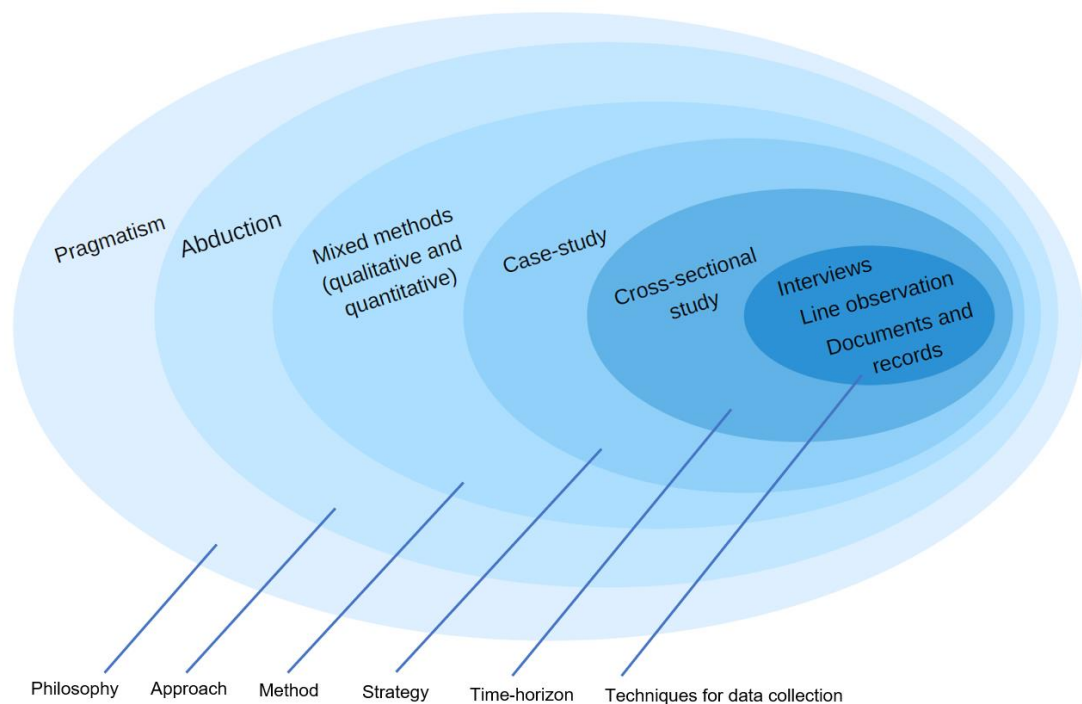 Pragmatism
Abduction
Mixed methods
(qualitative and
quantitative)
Case-study
Cross-sectional
study
Interviews
Line observation
Documents and
records
Philosophy
Approach
Method
Strategy
Time-horizon
Techniques for data collection